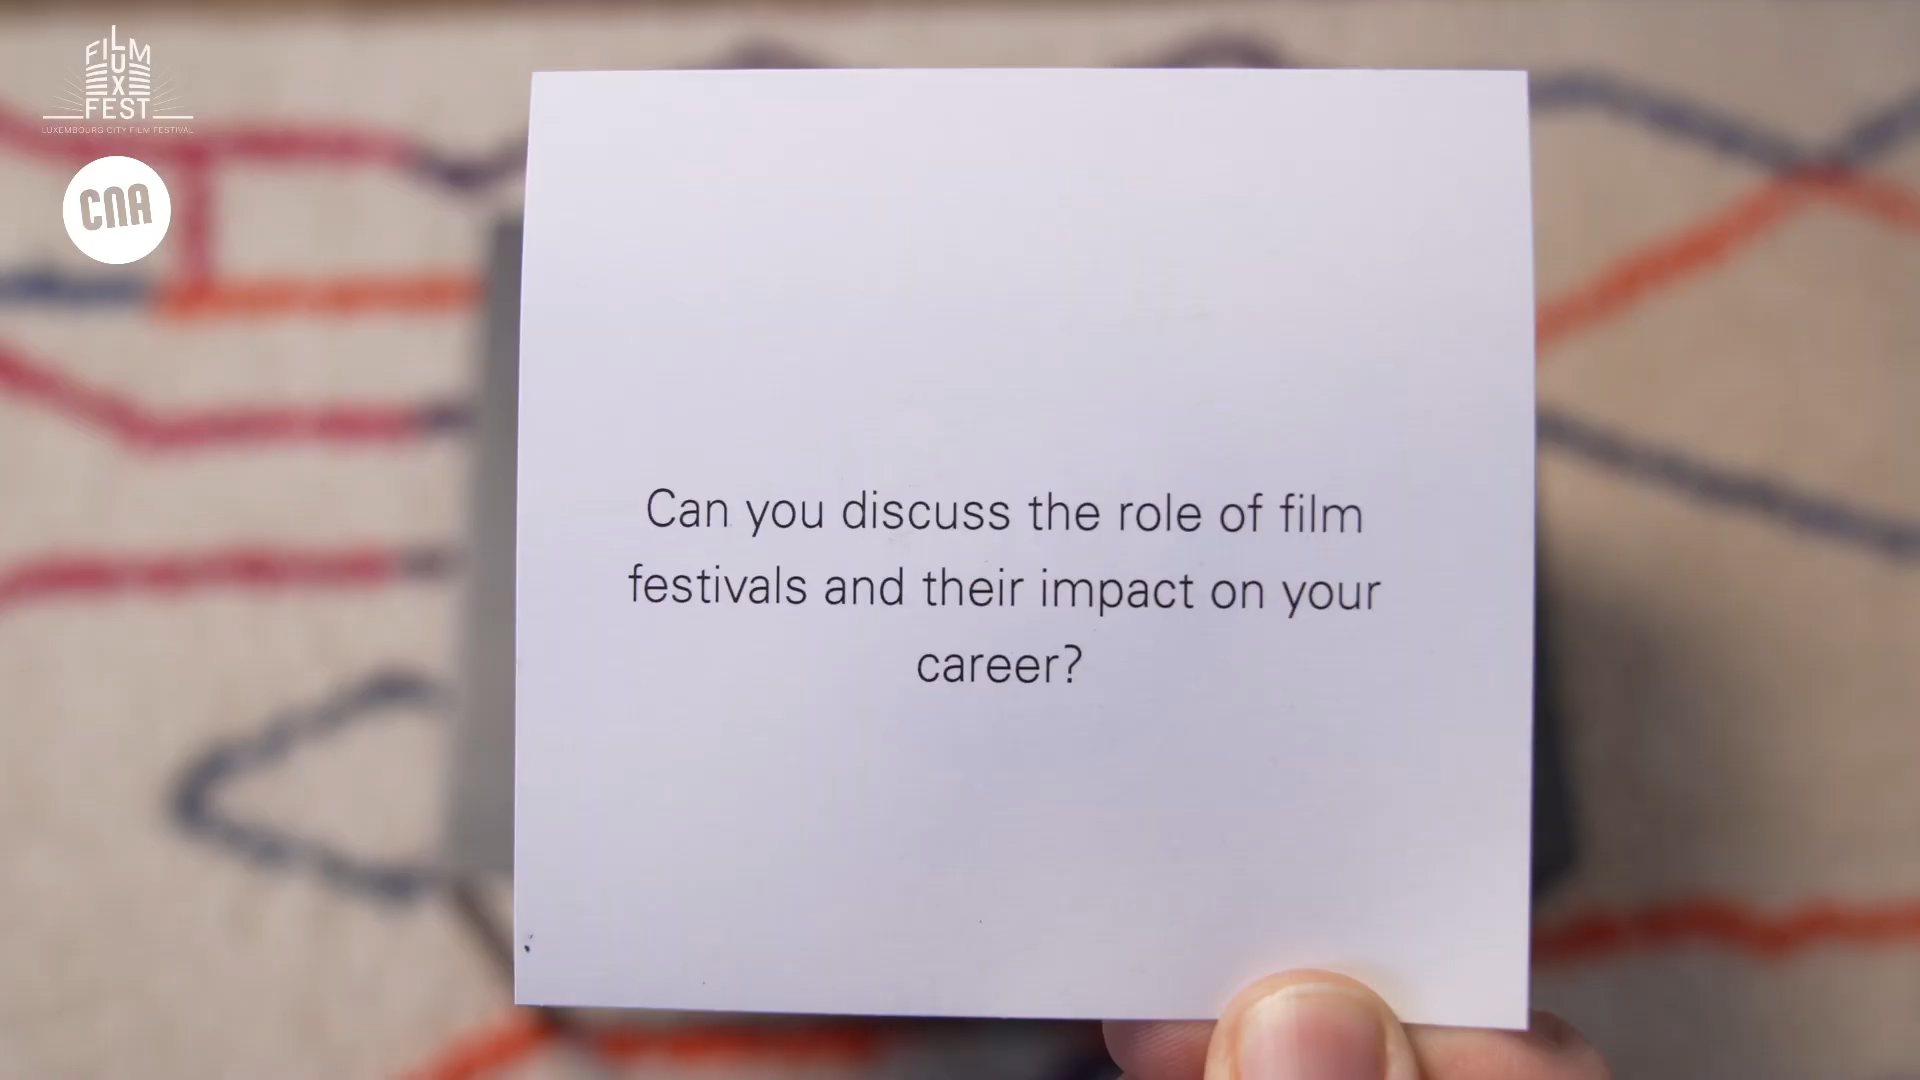 FILM
LUX
FEST
LUXEMBOURG CITY FILM FESTIVAL
CNA
Can you discuss the role of film
festivals and their impact on your
career?